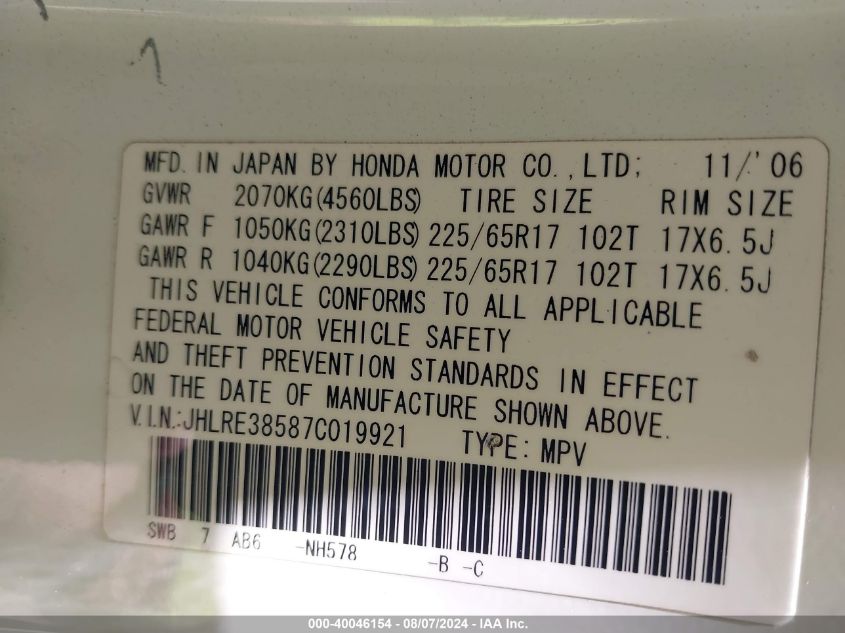 MFD. IN JAPAN BY HONDA MOTOR CO.,LTD; 11/'06
GVWR 2070KG(4560LBS) TIRE SIZE RIM SIZE
GAWR F 1050KG(2310LBS) 225/65R17 102T 17X6.5J
GAWR R 1040KG(2290LBS) 225/65R17 102T 17X6.5J
THIS VEHICLE CONFORMS TO ALL APPLICABLE
FEDERAL MOTOR VEHICLE SAFETY
AND THEFT PREVENTION STANDARDS IN EFFECT
ON THE DATE OF MANUFACTURE SHOWN ABOVE.
V.I.N.:JHLRE38587C019921 TYPE: MPV
SWB 7 AB6 -NH578 -B -C
000-40046154 - 08/07/2024 - IAA Inc.